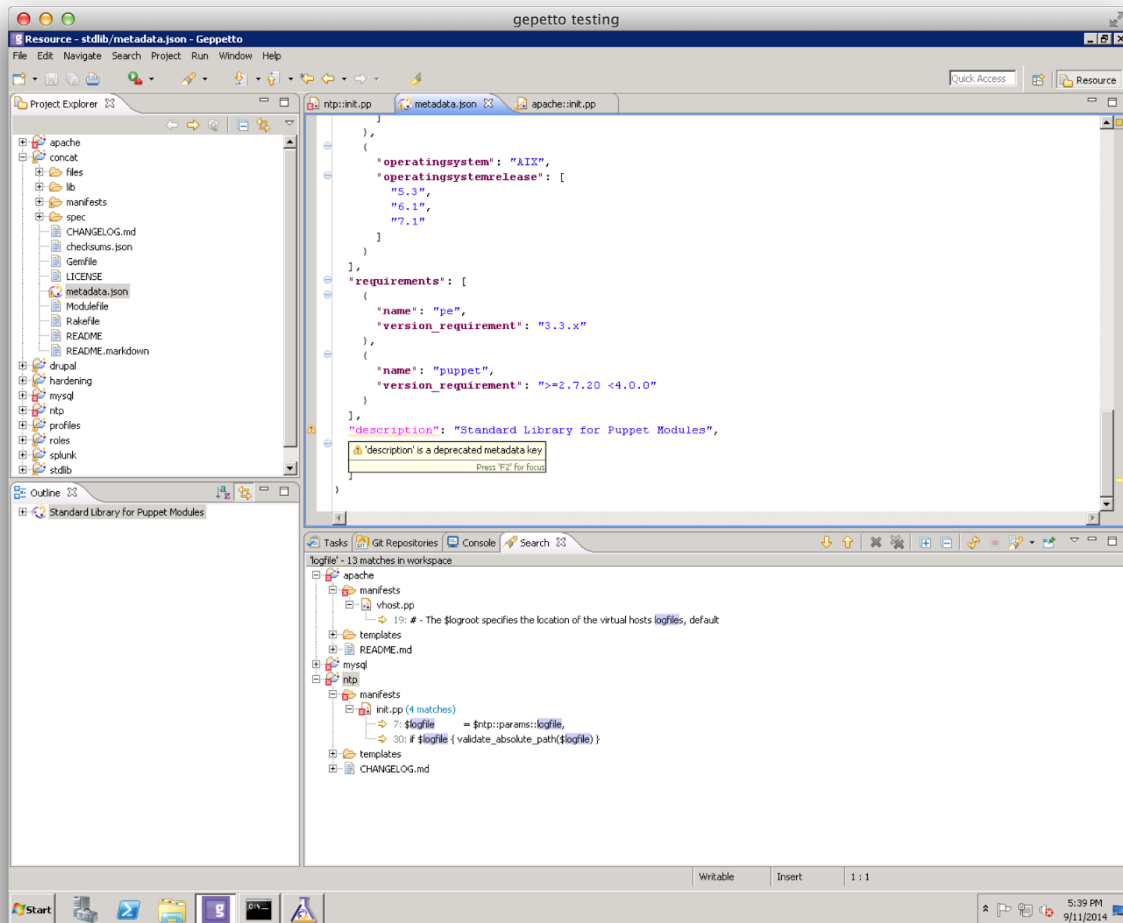 gepetto testing
Resource - stdlib/metadata.json - Geppetto
File Edit Navigate Search Project Run Window Help
Quick Access
Resource
Project Explorer
apache
concat
files
lib
manifests
spec
CHANGELOG.md
checksums.json
Gemfile
LICENSE
metadata.json
Modulefile
Rakefile
README
README.markdown
drupal
hardening
mysql
ntp
profiles
roles
splunk
stdlib
Outline
Standard Library for Puppet Modules
ntp::init.pp metadata.json apache::init.pp
]
},
{
"operatingsystem": "AIX",
"operatingsystemrelease": [
"5.3",
"6.1",
"7.1"
]
}
],
"requirements": [
{
"name": "pe",
"version_requirement": "3.3.x"
},
{
"name": "puppet",
"version_requirement": ">=2.7.20 <4.0.0"
}
],
"description": "Standard Library for Puppet Modules",
'description' is a deprecated metadata key
Press 'F2' for focus
]
}
Tasks Git Repositories Console Search
'logfile' - 13 matches in workspace
apache
manifests
vhost.pp
19: # - The $logroot specifies the location of the virtual hosts logfiles, default
templates
README.md
mysql
ntp
manifests
init.pp (4 matches)
7: $logfile = $ntp::params::logfile,
30: if $logfile { validate_absolute_path($logfile) }
templates
CHANGELOG.md
Writable Insert 1 : 1
Start
5:39 PM
9/11/2014